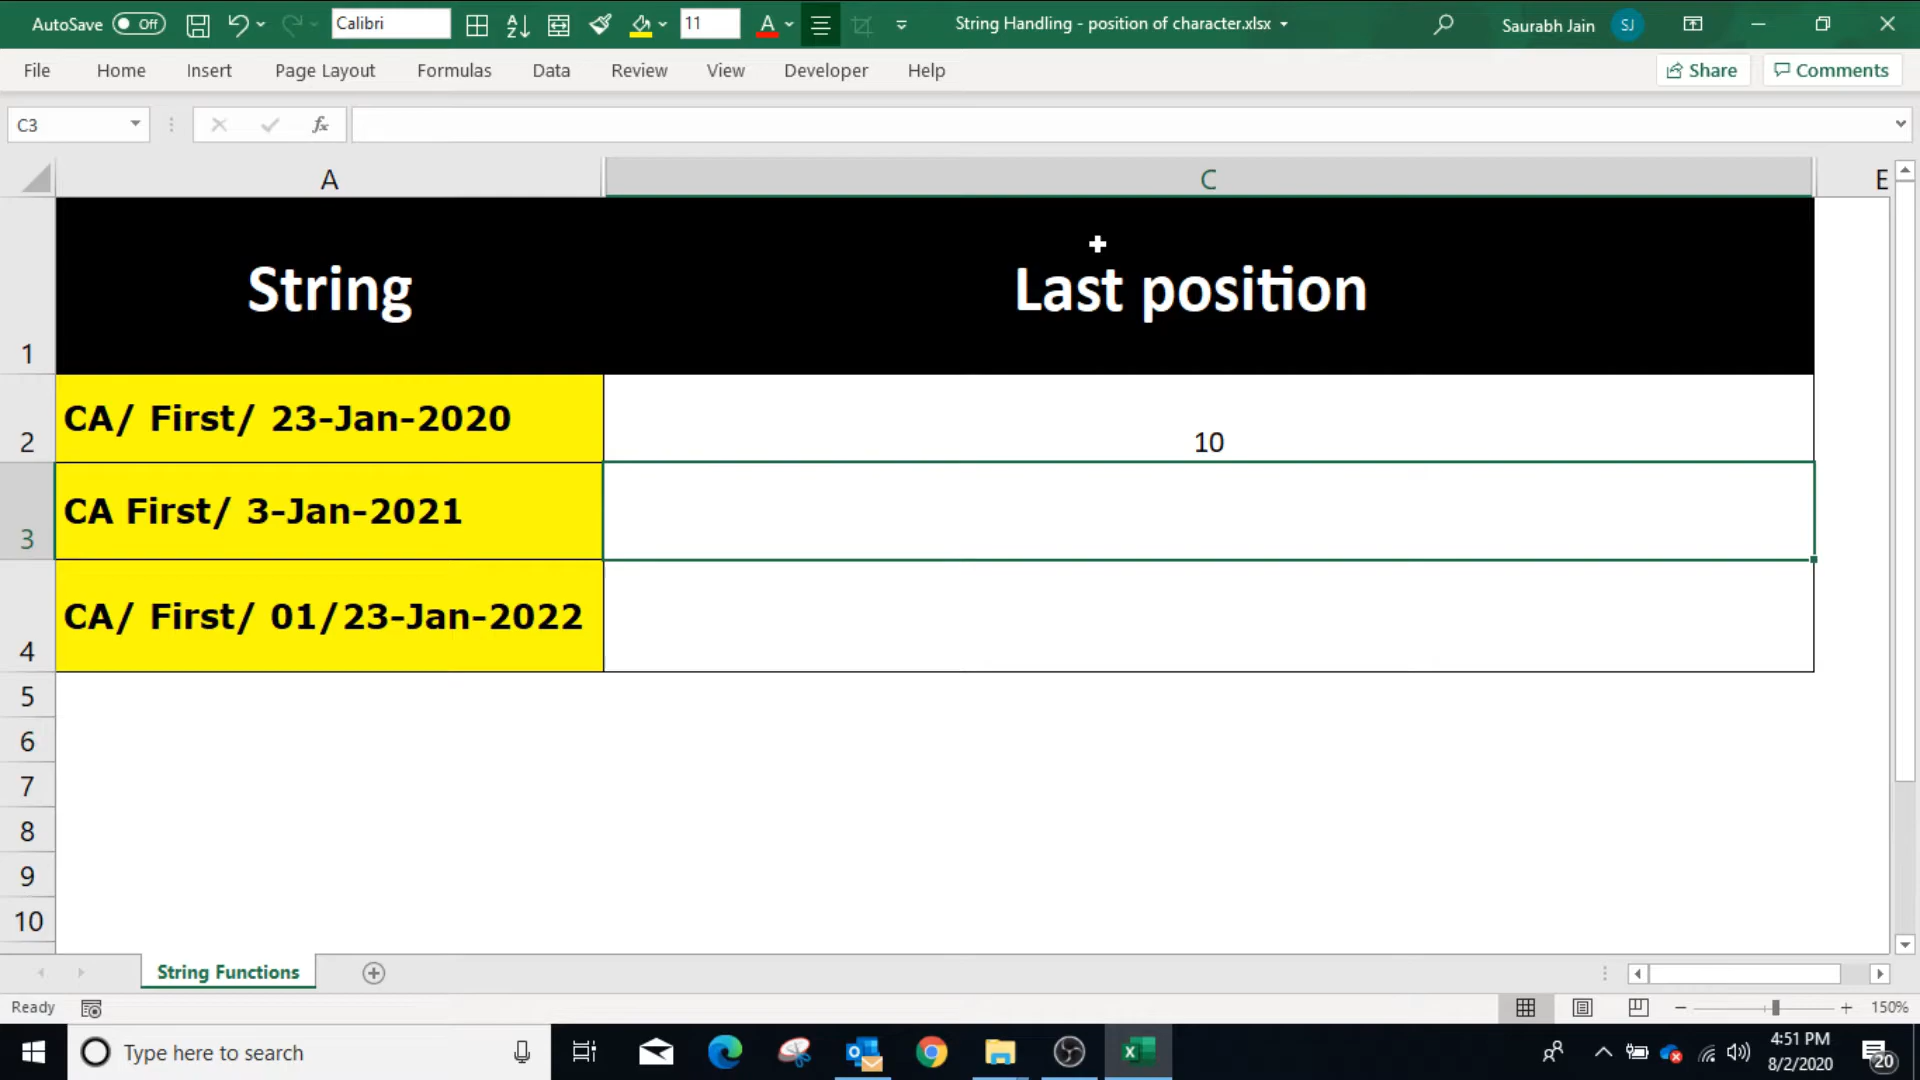 AutoSave Off Calibri 11 A String Handling - position of character.xlsx Saurabh Jain SJ
File Home Insert Page Layout Formulas Data Review View Developer Help Share Comments
C3 fx
A C E
1 String Last position
2 CA/ First/ 23-Jan-2020 10
3 CA First/ 3-Jan-2021
4 CA/ First/ 01/23-Jan-2022
5
6
7
8
9
10
String Functions
Ready 150%
Type here to search 4:51 PM
8/2/2020 20